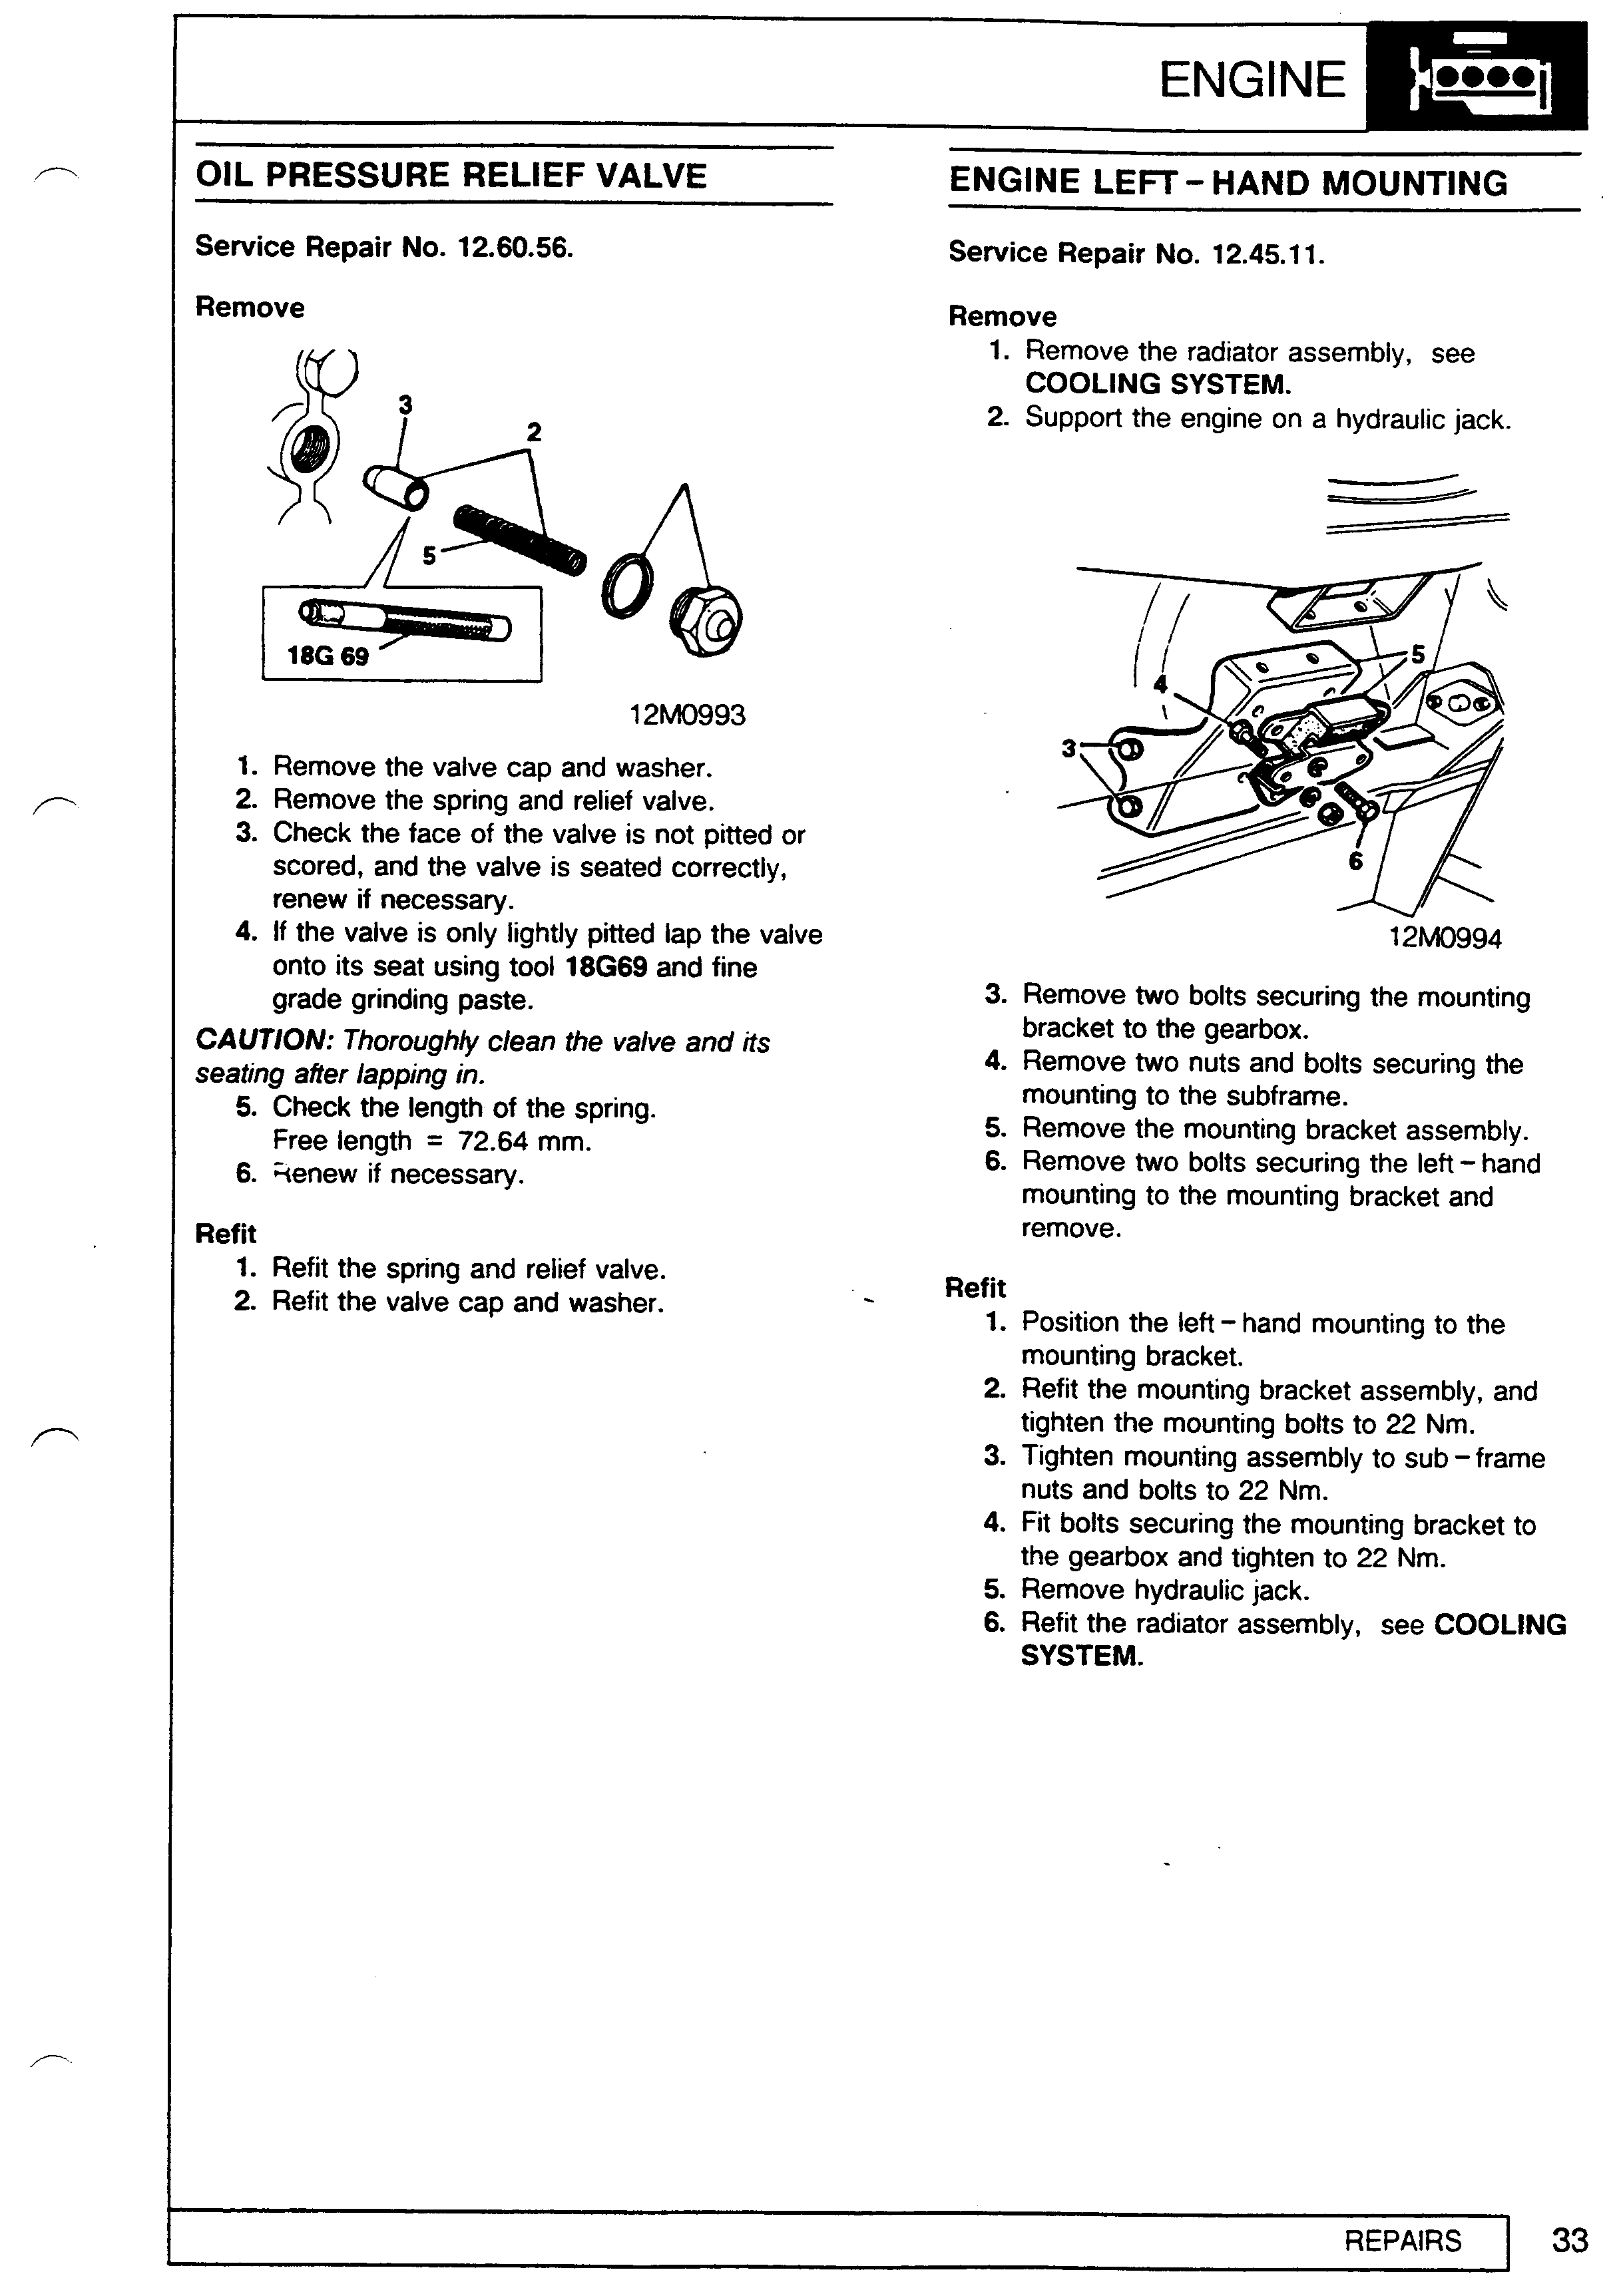 ENGINE
OIL PRESSURE RELIEF VALVE
Service Repair No. 12.60.56.
Remove
3
2
5
18G 69
12M0993
1. Remove the valve cap and washer.
2. Remove the spring and relief valve.
3. Check the face of the valve is not pitted or
scored, and the valve is seated correctly,
renew if necessary.
4. If the valve is only lightly pitted lap the valve
onto its seat using tool 18G69 and fine
grade grinding paste.
CAUTION: Thoroughly clean the valve and its
seating after lapping in.
5. Check the length of the spring.
Free length = 72.64 mm.
6. Renew if necessary.
Refit
1. Refit the spring and relief valve.
2. Refit the valve cap and washer.
ENGINE LEFT-HAND MOUNTING
Service Repair No. 12.45.11.
Remove
1. Remove the radiator assembly, see
COOLING SYSTEM.
2. Support the engine on a hydraulic jack.
5
4
3
6
12M0994
3. Remove two bolts securing the mounting
bracket to the gearbox.
4. Remove two nuts and bolts securing the
mounting to the subframe.
5. Remove the mounting bracket assembly.
6. Remove two bolts securing the left-hand
mounting to the mounting bracket and
remove.
Refit
1. Position the left-hand mounting to the
mounting bracket.
2. Refit the mounting bracket assembly, and
tighten the mounting bolts to 22 Nm.
3. Tighten mounting assembly to sub-frame
nuts and bolts to 22 Nm.
4. Fit bolts securing the mounting bracket to
the gearbox and tighten to 22 Nm.
5. Remove hydraulic jack.
6. Refit the radiator assembly, see COOLING
SYSTEM.
REPAIRS
33